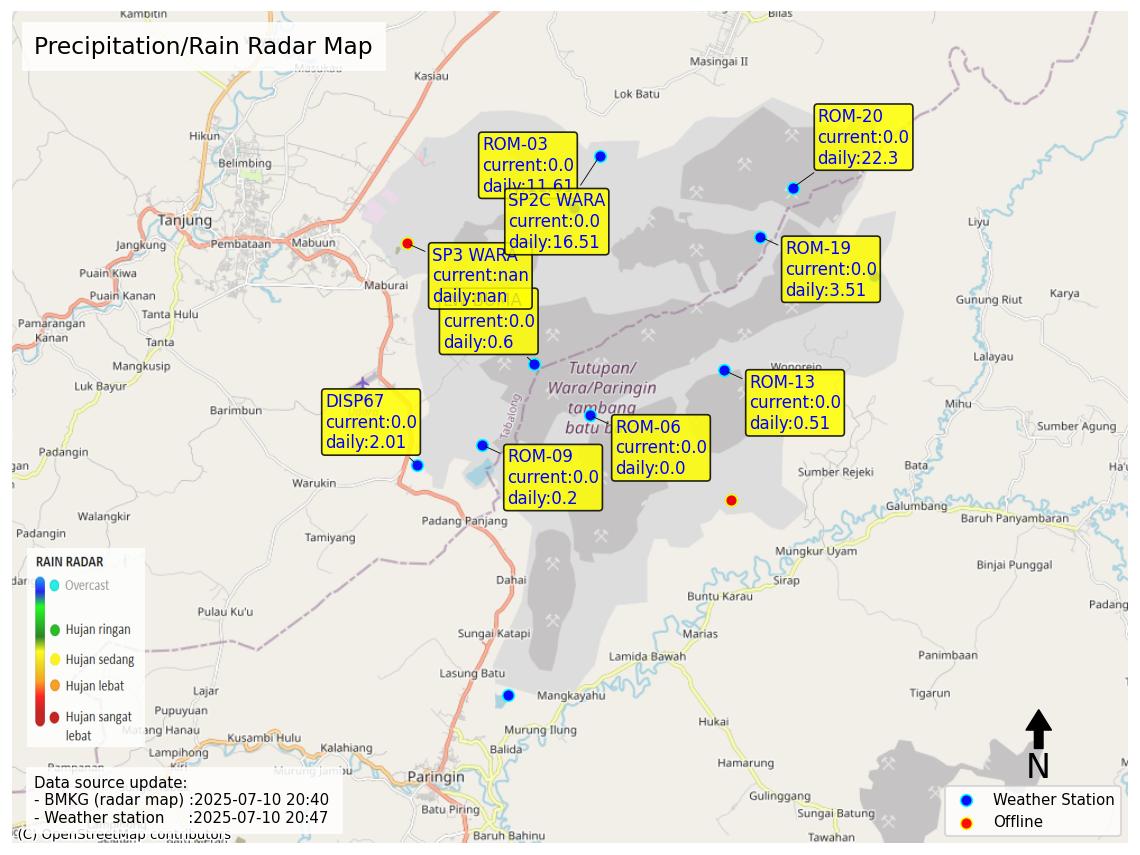 Kambitin
Bilas
Precipitation/Rain Radar Map
Masukau
Kasiau
Masingai II
Lok Batu
Hikun
Belimbing
ROM-03
current:0.0
daily:11.61
ROM-20
current:0.0
daily:22.3
SP2C WARA
current:0.0
daily:16.51
Tanjung
Jangkung
Pembataan
Mabuun
Liyu
SP3 WARA
current:nan
daily:nan
ROM-19
current:0.0
daily:3.51
Puain Kiwa
Maburai
Puain Kanan
Tanta Hulu
current:0.0
daily:0.6
Gunung Riut
Karya
Pamarangan
Kanan
Tanta
Mangkusip
Luk Bayur
Lalayau
Wonorejo
Tutupan/
Wara/Paringin
tambang
batu b
ROM-13
current:0.0
daily:0.51
DISP67
current:0.0
daily:2.01
Barimbun
Tabalong
Mihu
ROM-06
current:0.0
daily:0.0
Sumber Agung
Padangin
gan
ROM-09
current:0.0
daily:0.2
Warukin
Sumber Rejeki
Bata
Galumbang
Baruh Panyambaran
Walangkir
Padang Panjang
Padangin
Tamiyang
Mungkur Uyam
Binjai Punggal
RAIN RADAR
Overcast
Hujan ringan
Hujan sedang
Hujan lebat
Hujan sangat
lebat
Dahai
Sirap
Buntu Karau
Padang
Pulau Ku'u
Sungai Katapi
Marias
Lamida Bawah
Panimbaan
Lasung Batu
Lajar
Mangkayahu
Tigarun
Pupuyuan
Matang Hanau
Murung Ilung
Hukai
Kusambi Hulu
Lampihong
Kalahiang
Balida
Hamarung
N
Murung Jambu
Paringin
Data source update:
- BMKG (radar map) :2025-07-10 20:40
- Weather station :2025-07-10 20:47
Gulinggang
Weather Station
Offline
Batu Piring
Sungai Batung
(C) OpenStreetMap contributors
Baruh Bahinu
Tawahan